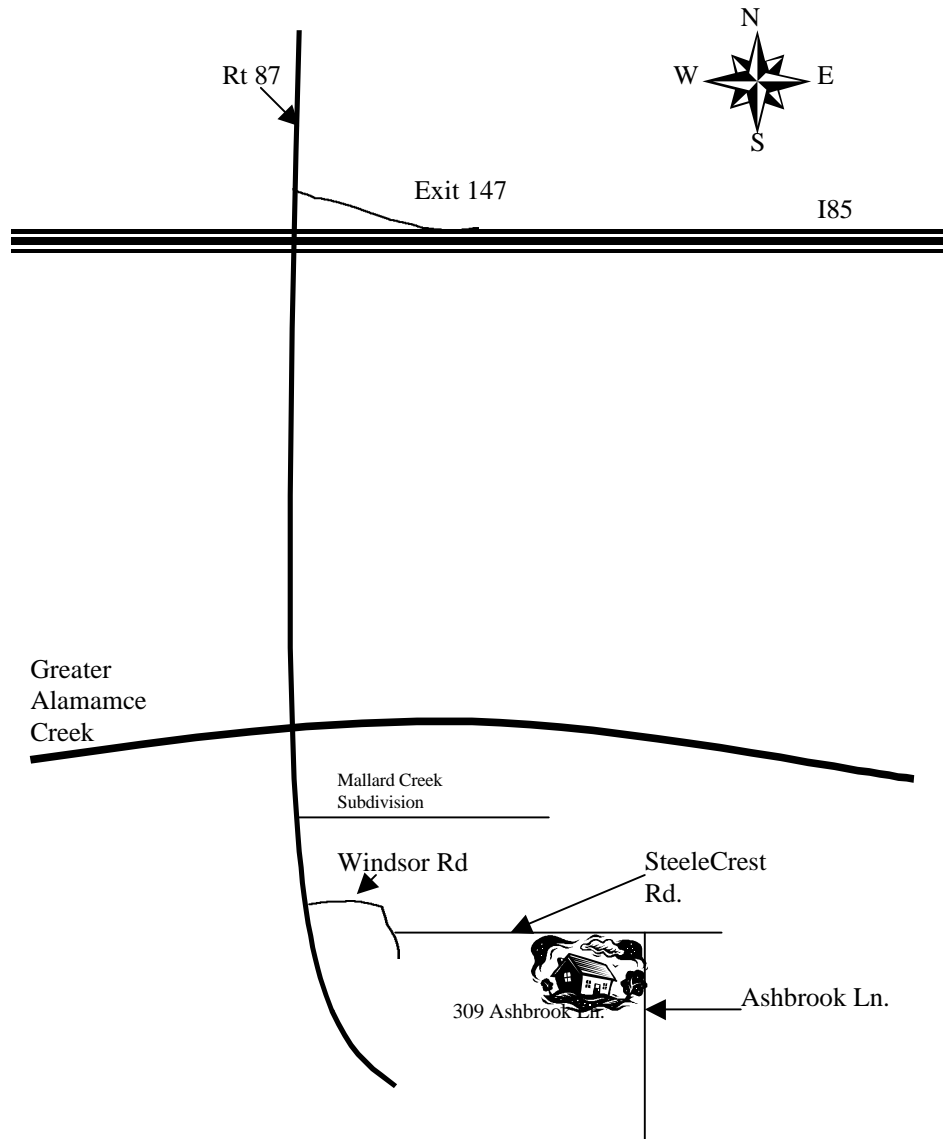 N
Rt 87
W
E
S
Exit 147
I85
Greater
Alamamce
Creek
Mallard Creek
Subdivision
Windsor Rd
SteeleCrest
Rd.
309 Ashbrook Ln.
Ashbrook Ln.